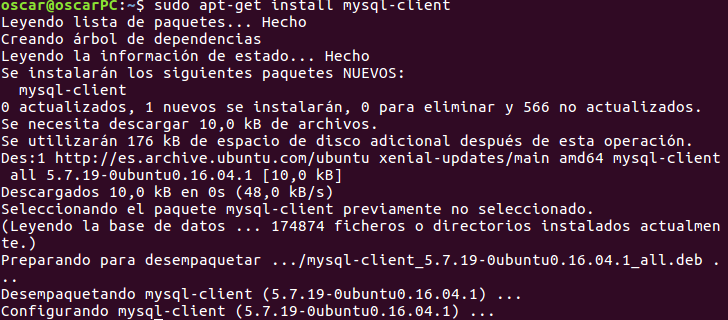 oscar@oscarPC:~$ sudo apt-get install mysql-client
Leyendo lista de paquetes... Hecho
Creando árbol de dependencias
Leyendo la información de estado... Hecho
Se instalarán los siguientes paquetes NUEVOS:
  mysql-client
0 actualizados, 1 nuevos se instalarán, 0 para eliminar y 566 no actualizados.
Se necesita descargar 10,0 kB de archivos.
Se utilizarán 176 kB de espacio de disco adicional después de esta operación.
Des:1 http://es.archive.ubuntu.com/ubuntu xenial-updates/main amd64 mysql-client
 all 5.7.19-0ubuntu0.16.04.1 [10,0 kB]
Descargados 10,0 kB en 0s (48,0 kB/s)
Seleccionando el paquete mysql-client previamente no seleccionado.
(Leyendo la base de datos ... 174874 ficheros o directorios instalados actualmen
te.)
Preparando para desempaquetar .../mysql-client_5.7.19-0ubuntu0.16.04.1_all.deb .
..
Desempaquetando mysql-client (5.7.19-0ubuntu0.16.04.1) ...
Configurando mysql-client (5.7.19-0ubuntu0.16.04.1) ...